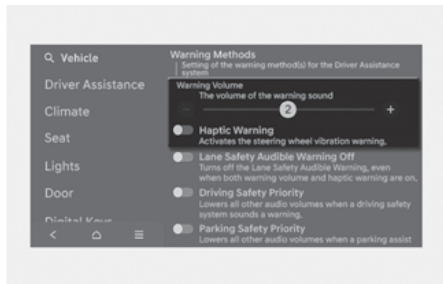 Vehicle
Driver Assistance
Climate
Seat
Lights
Door
Digital Keys
Warning Methods
Setting of the warning method(s) for the Driver Assistance
system
Warning Volume
The volume of the warning sound
2
Haptic Warning
Activates the steering wheel vibration warning.
Lane Safety Audible Warning Off
Turns off the Lane Safety Audible Warning, even
when both warning volume and haptic warning are on.
Driving Safety Priority
Lowers all other audio volumes when a driving safety
system sounds a warning.
Parking Safety Priority
Lowers all other audio volumes when a parking assist